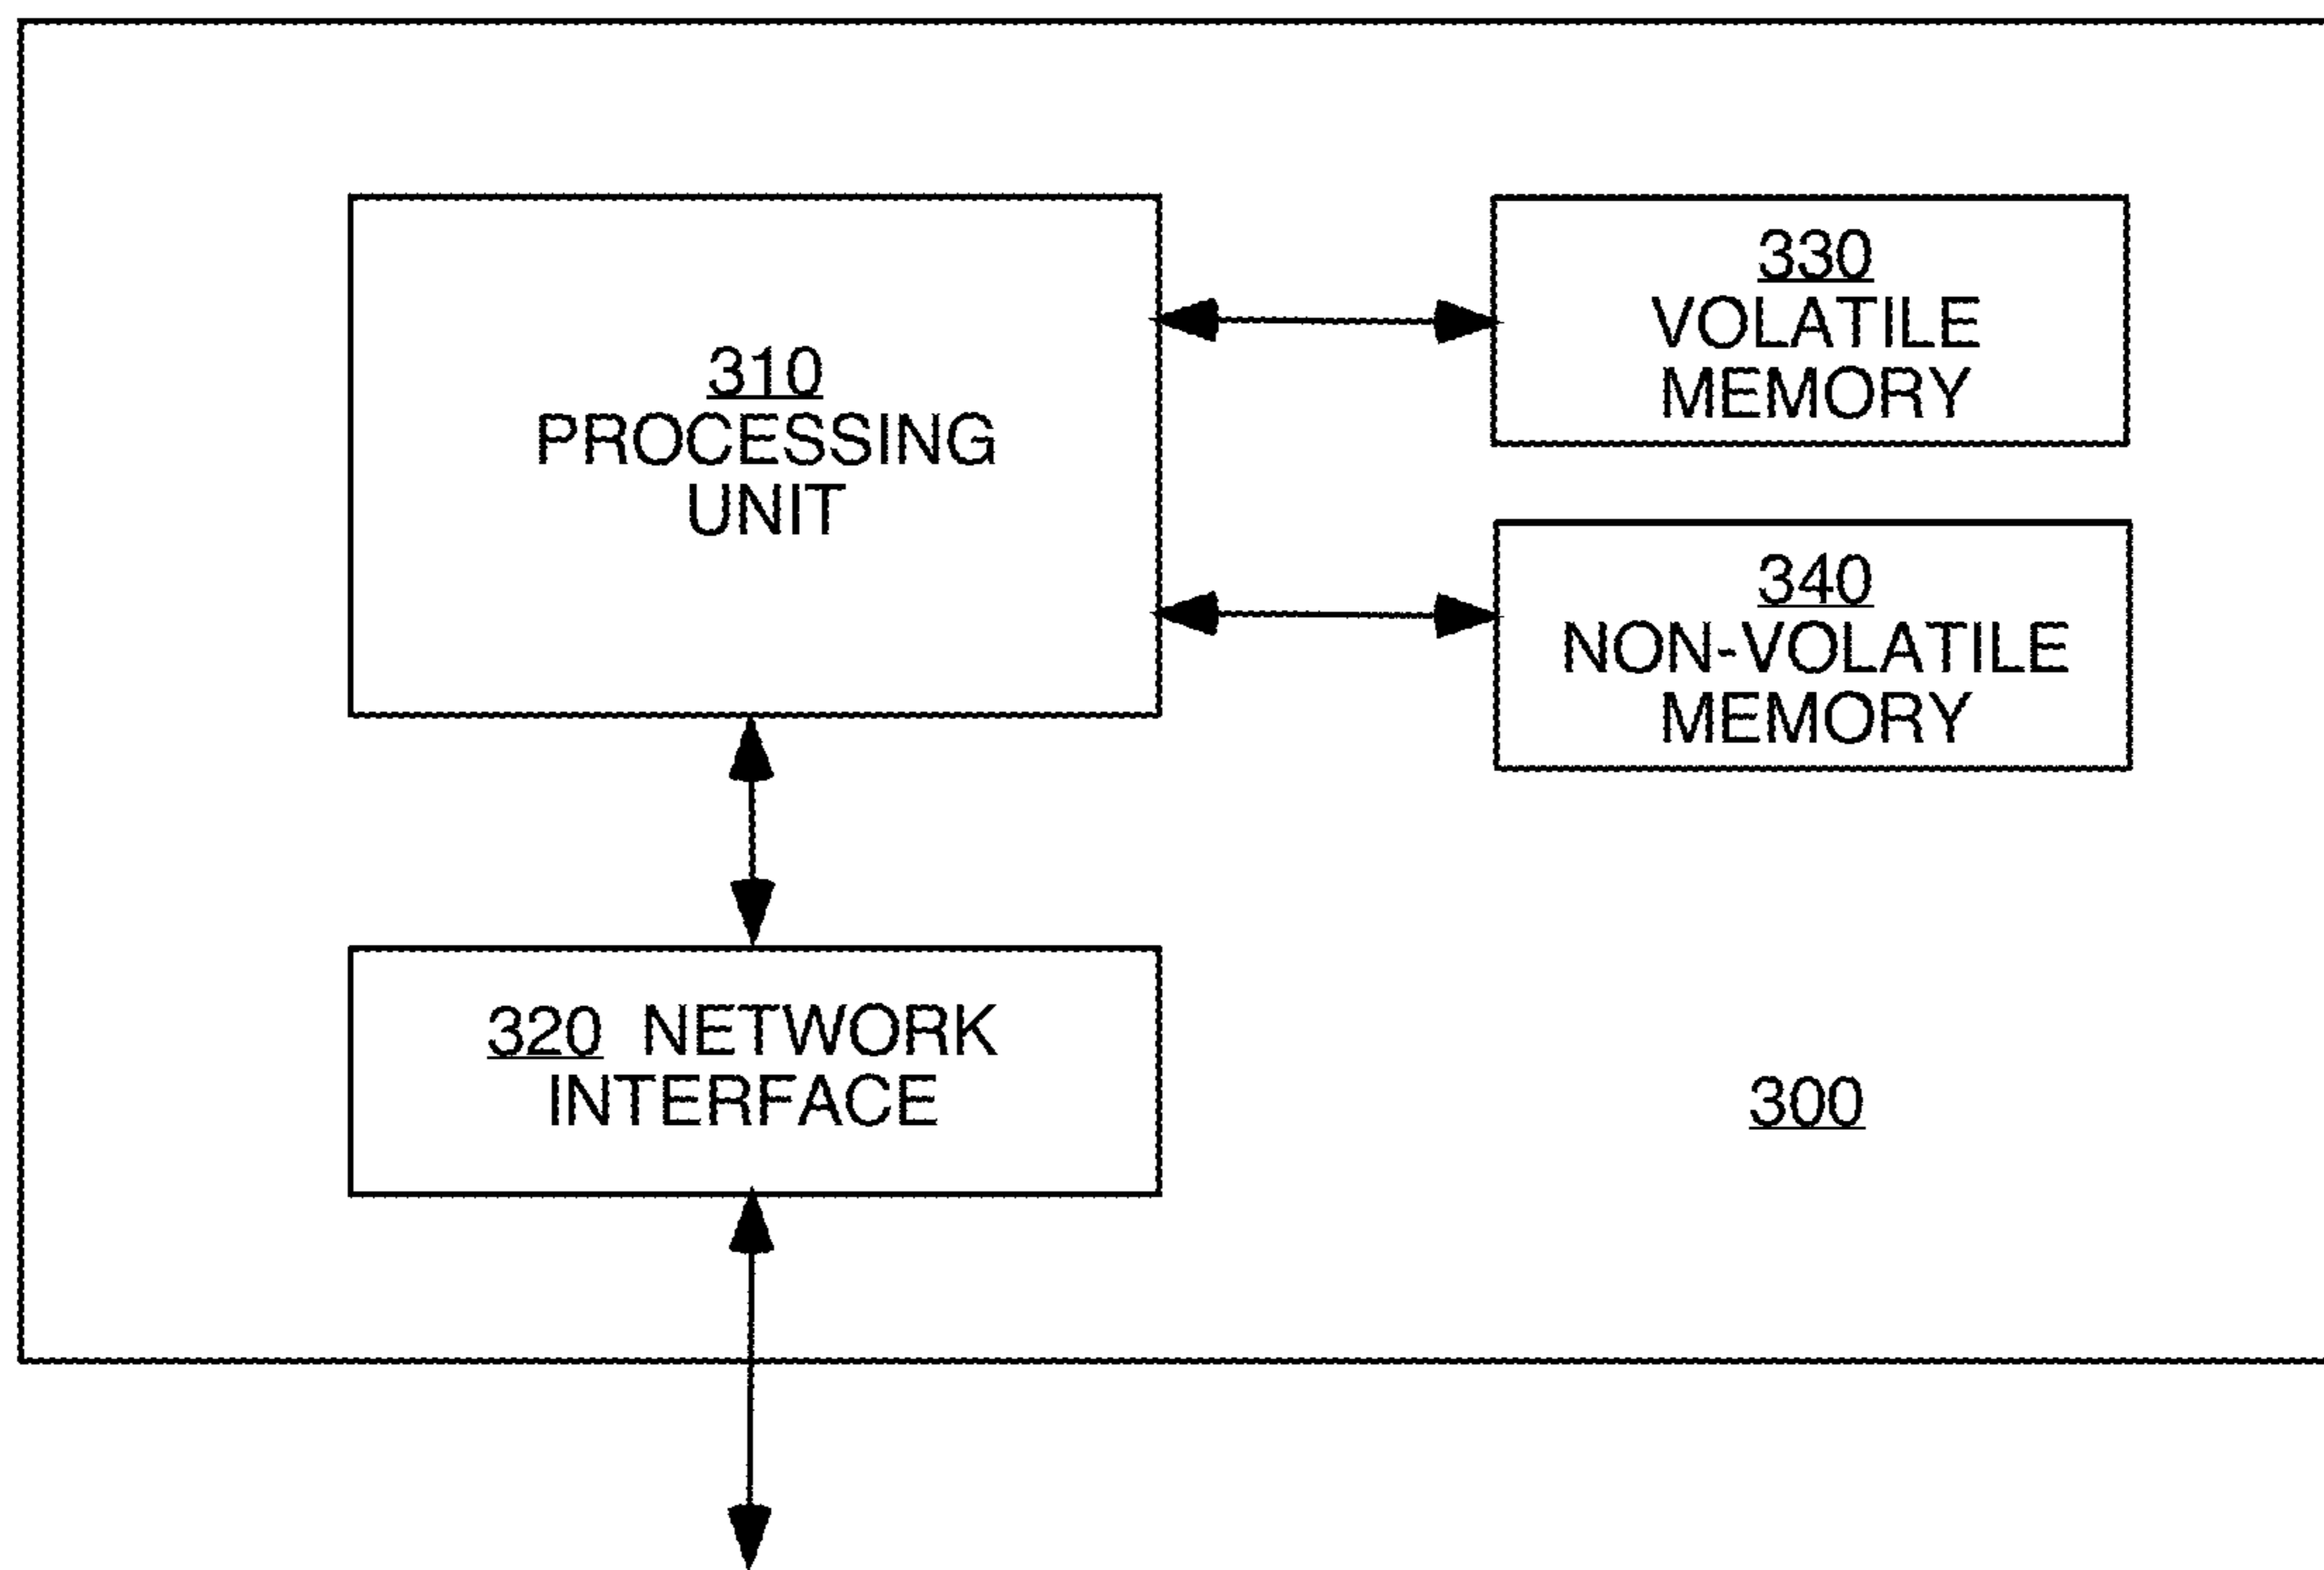 310
PROCESSING
UNIT
330
VOLATILE
MEMORY
340
NON-VOLATILE
MEMORY
320 NETWORK
INTERFACE
300